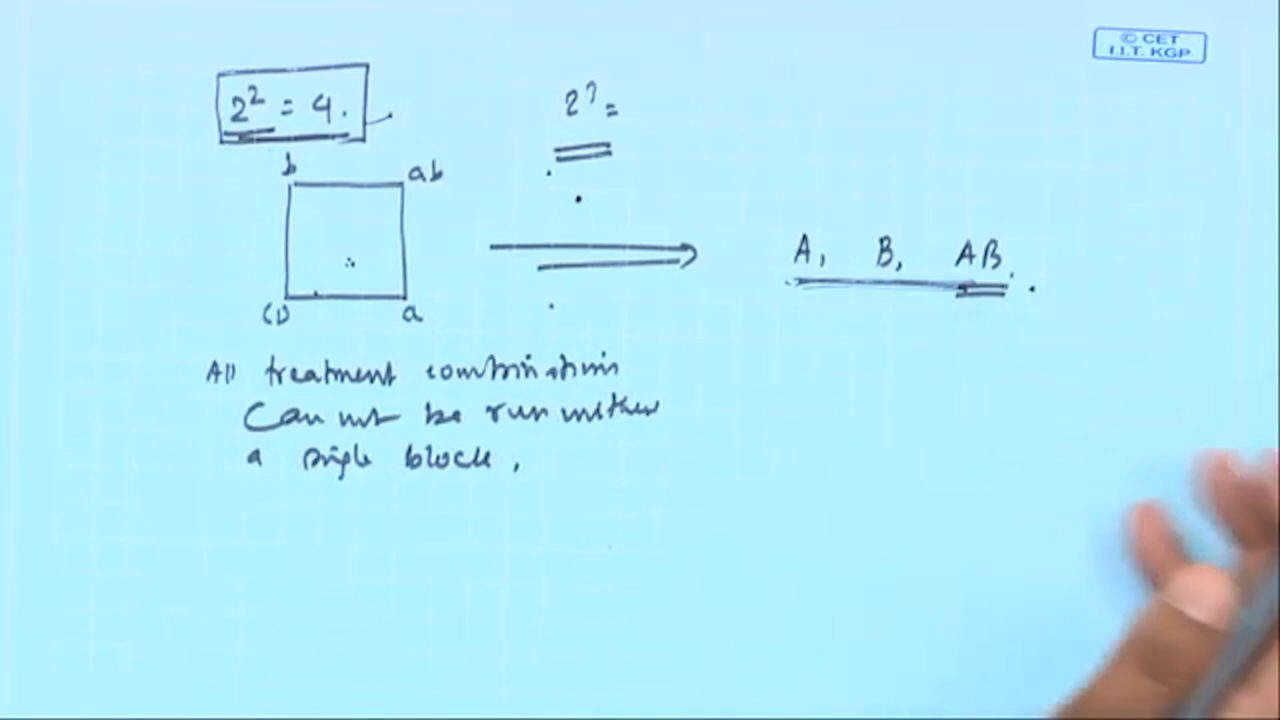 © CET
I.I.T. KGP
2² = 4.
2? =
b
ab
A, B, AB.
(1)
a
All treatment combinations
Can not be run within
a single block,